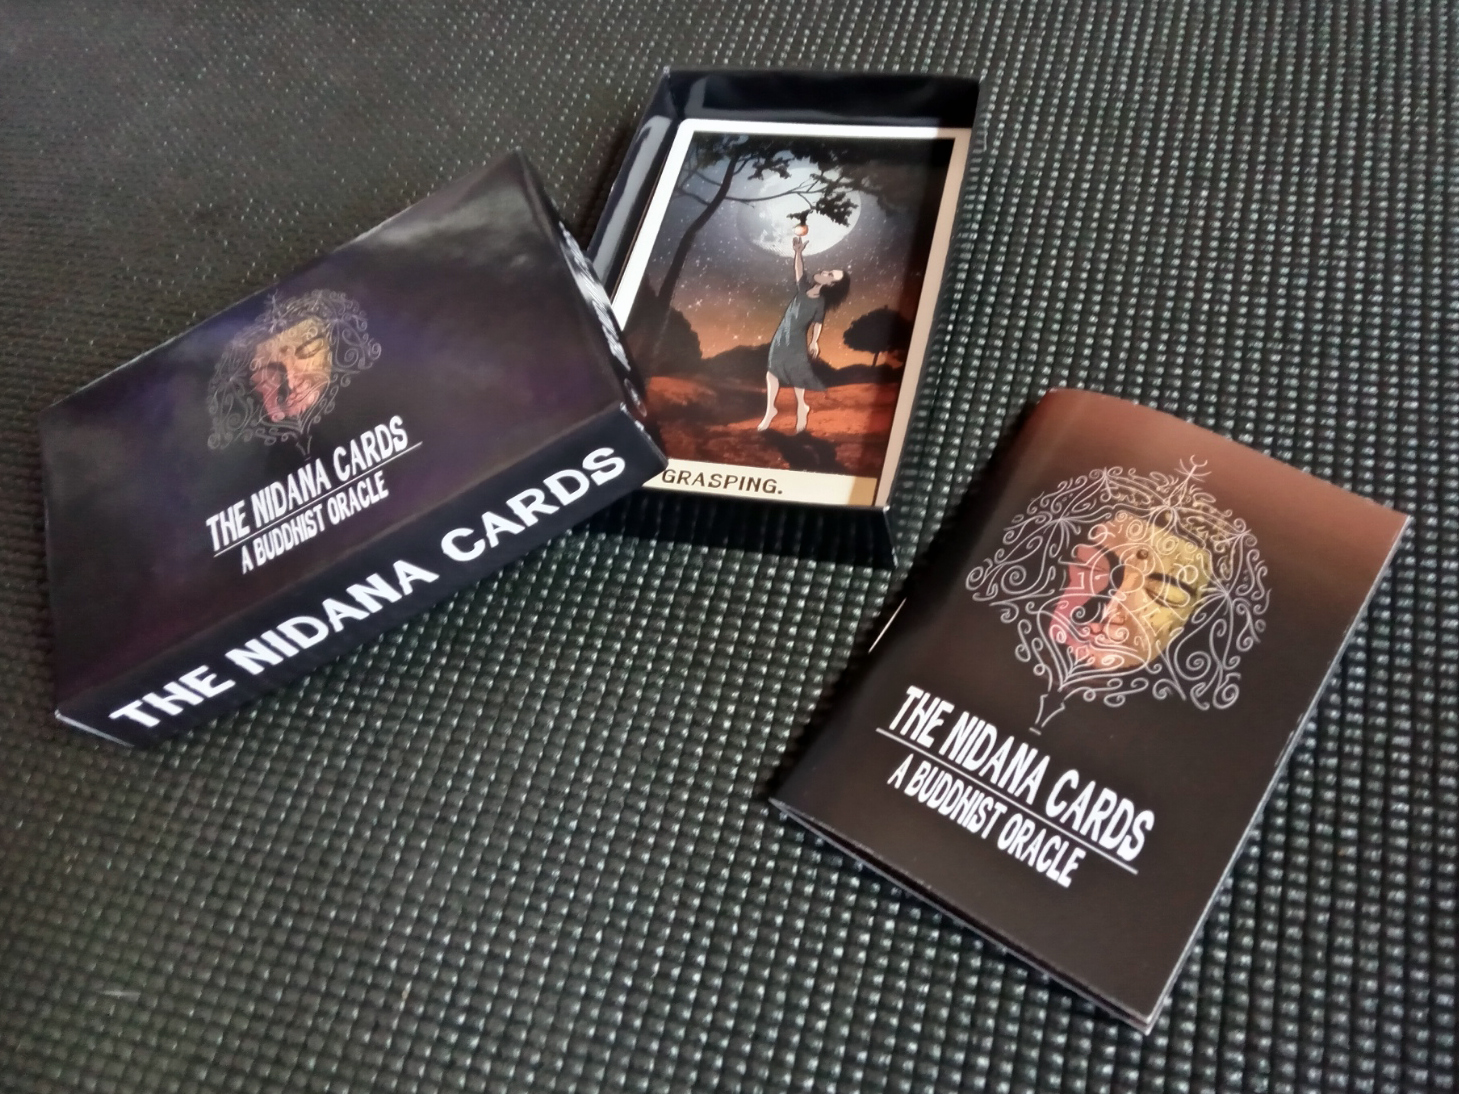 THE NIDANA CARDS
A BUDDHIST ORACLE
THE NIDANA CARDS
GRASPING.
THE NIDANA CARDS
A BUDDHIST ORACLE